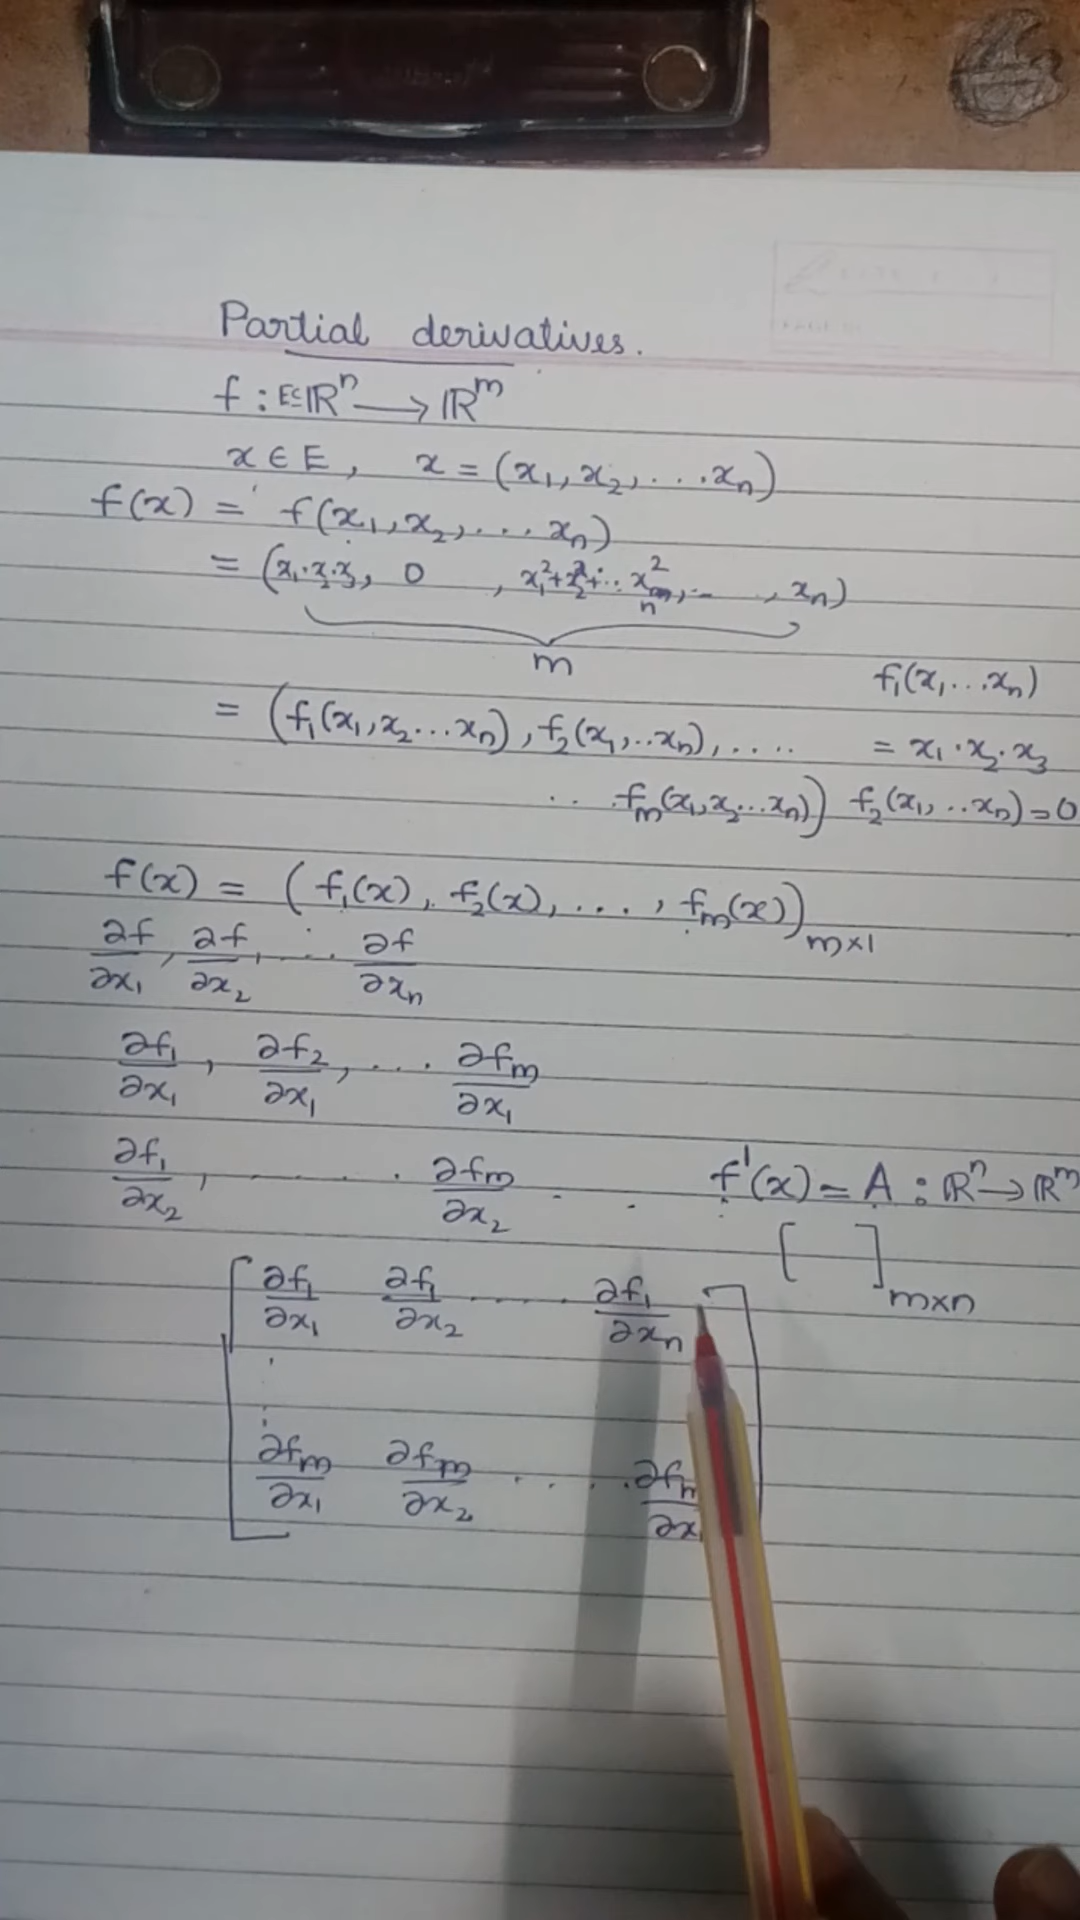 Partial derivatives.
f : E⊆ℝⁿ ⟶ ℝᵐ
x ∈ E, x = (x₁, x₂, ... xₙ)
f(x) = f(x₁, x₂, ... xₙ)
= (x₁·x₂·x₃, 0 , x₁²+x₂²+... xₙ², ... , xₙ)
m
f₁(x₁...xₙ)
= (f₁(x₁,x₂...xₙ), f₂(x₁,..xₙ), .... = x₁·x₂·x₃
.. fₘ(x₁,x₂...xₙ)) f₂(x₁, ..xₙ) = 0
f(x) = (f₁(x), f₂(x), ... , fₘ(x)) m×1
∂f/∂x₁, ∂f/∂x₂, ... ∂f/∂xₙ
∂f₁/∂x₁, ∂f₂/∂x₁, ... ∂fₘ/∂x₁
∂f₁/∂x₂, ....... ∂fₘ/∂x₂ . . . f'(x) = A : ℝⁿ → ℝᵐ
[ ] m×n
[ ∂f₁/∂x₁ ∂f₁/∂x₂ ..... ∂f₁/∂xₙ ]
⋮
∂fₘ/∂x₁ ∂fₘ/∂x₂ ..... ∂fₘ/∂x